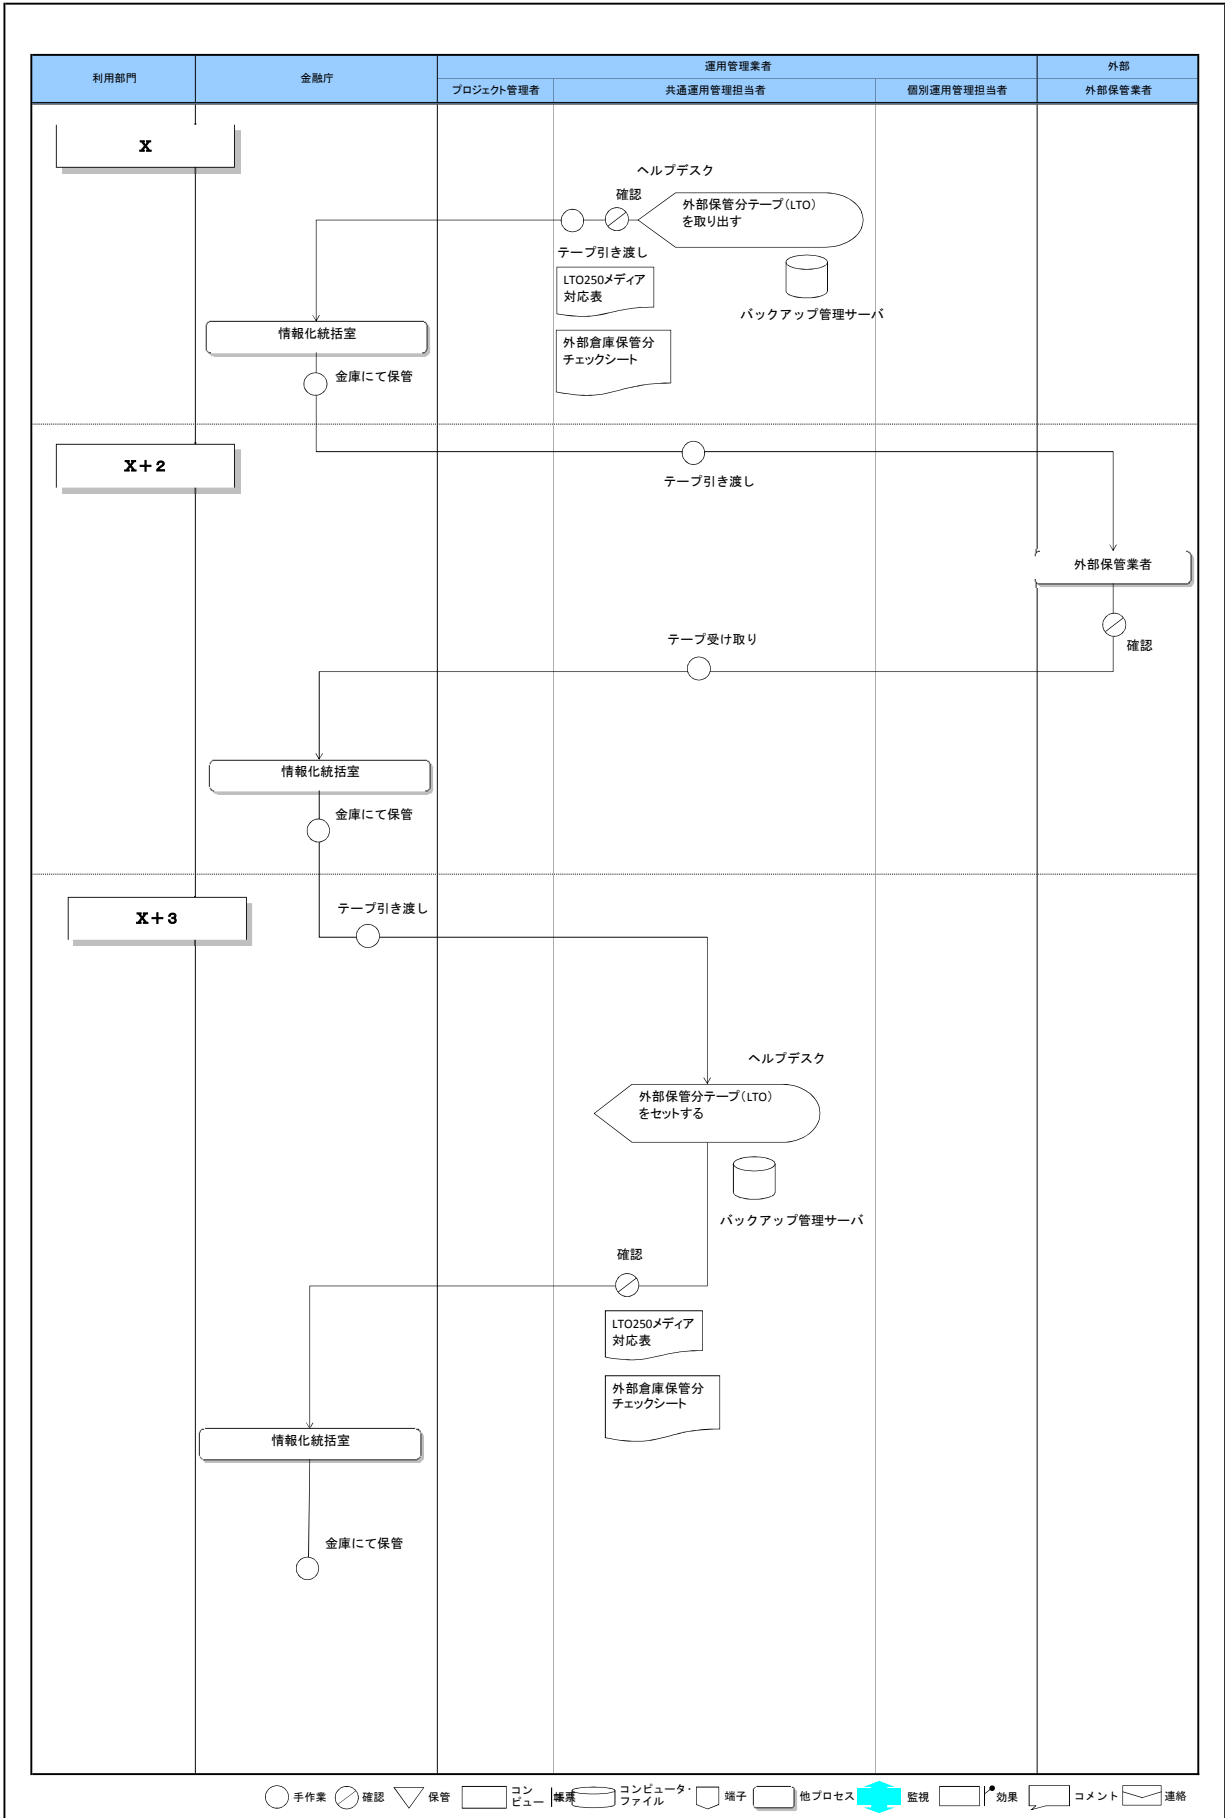 利用部門
金融庁
運用管理業者
外部
プロジェクト管理者
共通運用管理担当者
個別運用管理担当者
外部保管業者
X
ヘルプデスク
確認
外部保管分テープ（LTO）
を取り出す
テープ引き渡し
LTO250メディア
対応表
バックアップ管理サーバ
情報化統括室
外部倉庫保管分
チェックシート
金庫にて保管
X＋2
テープ引き渡し
外部保管業者
確認
テープ受け取り
情報化統括室
金庫にて保管
X＋3
テープ引き渡し
ヘルプデスク
外部保管分テープ（LTO）
をセットする
バックアップ管理サーバ
確認
LTO250メディア
対応表
外部倉庫保管分
チェックシート
情報化統括室
金庫にて保管
手作業
確認
保管
コン
ピュー
帳票
コンピュータ・
ファイル
端子
他プロセス
監視
効果
コメント
連絡